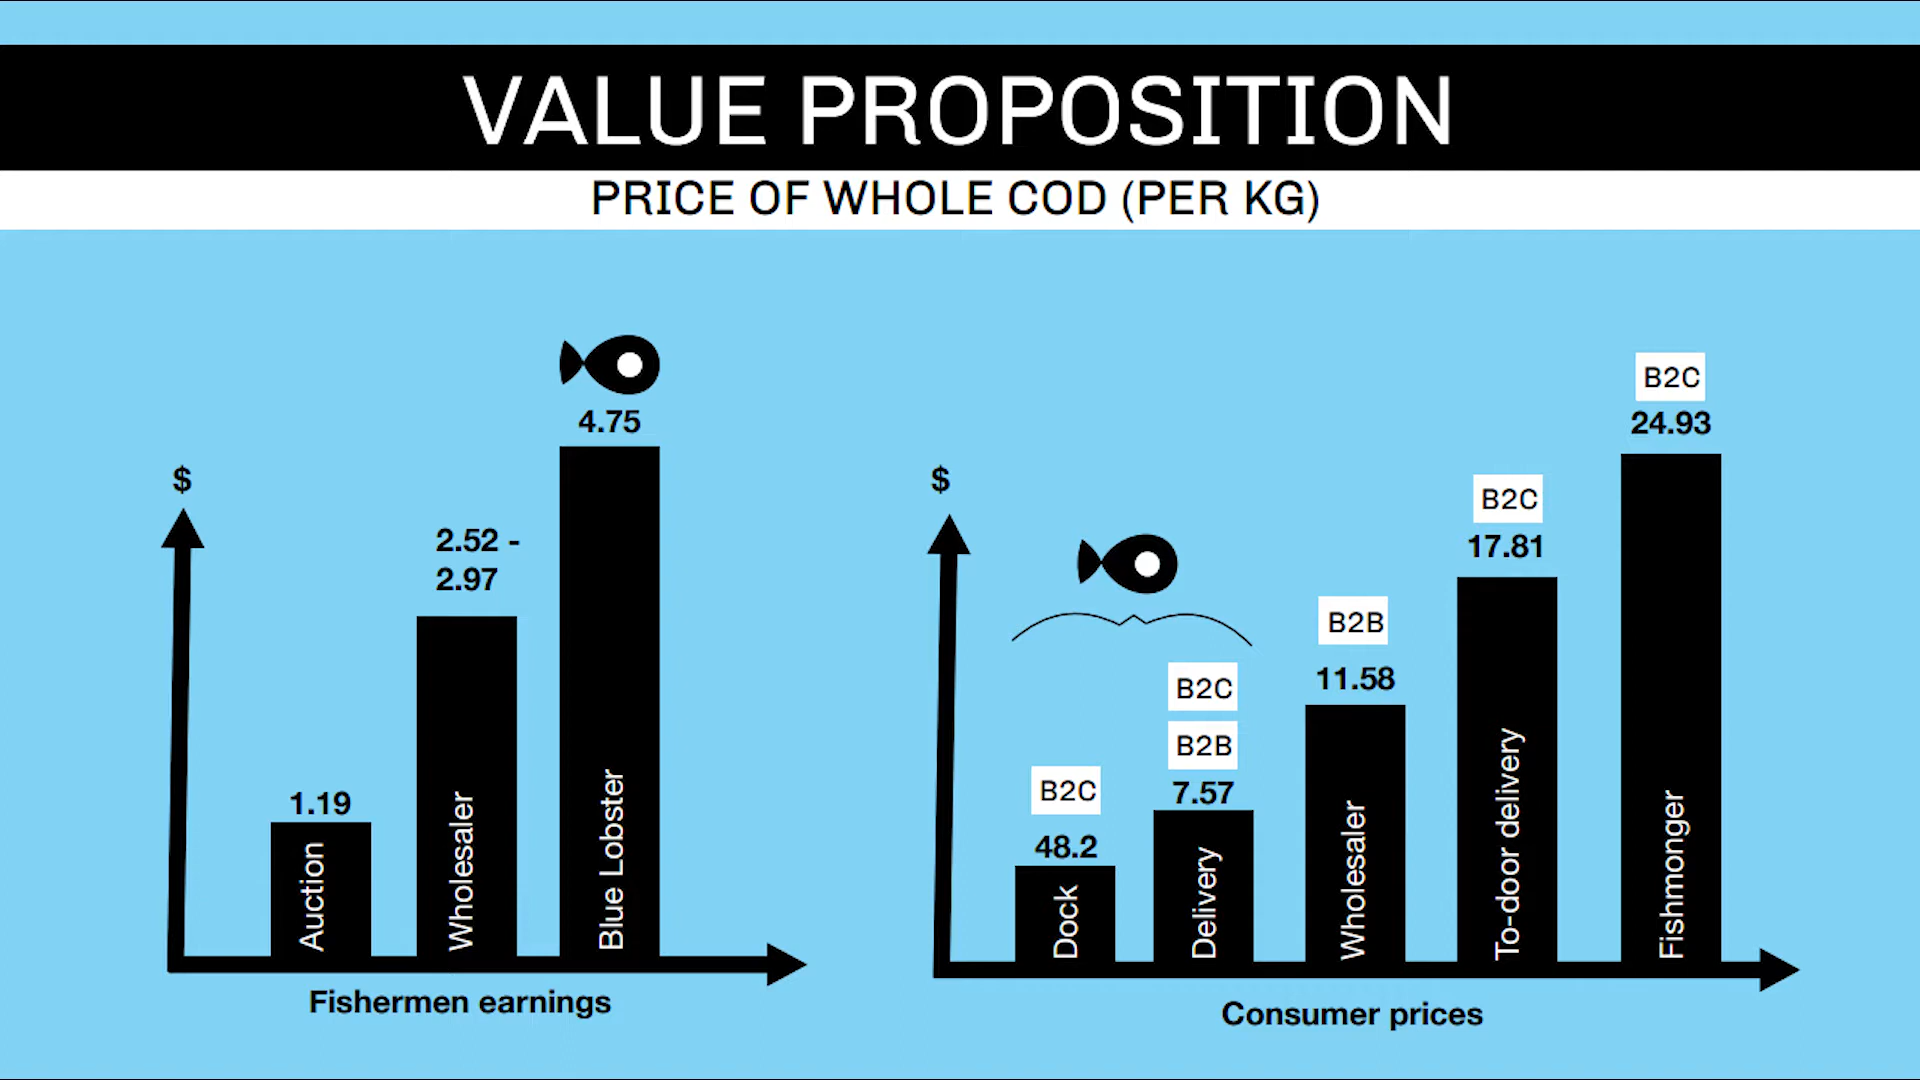 VALUE PROPOSITION
PRICE OF WHOLE COD (PER KG)
$
1.19
Auction
2.52 -
2.97
Wholesaler
4.75
Blue Lobster
Fishermen earnings
$
B2C
48.2
Dock
B2C
B2B
7.57
Delivery
B2B
11.58
Wholesaler
B2C
17.81
To-door delivery
B2C
24.93
Fishmonger
Consumer prices